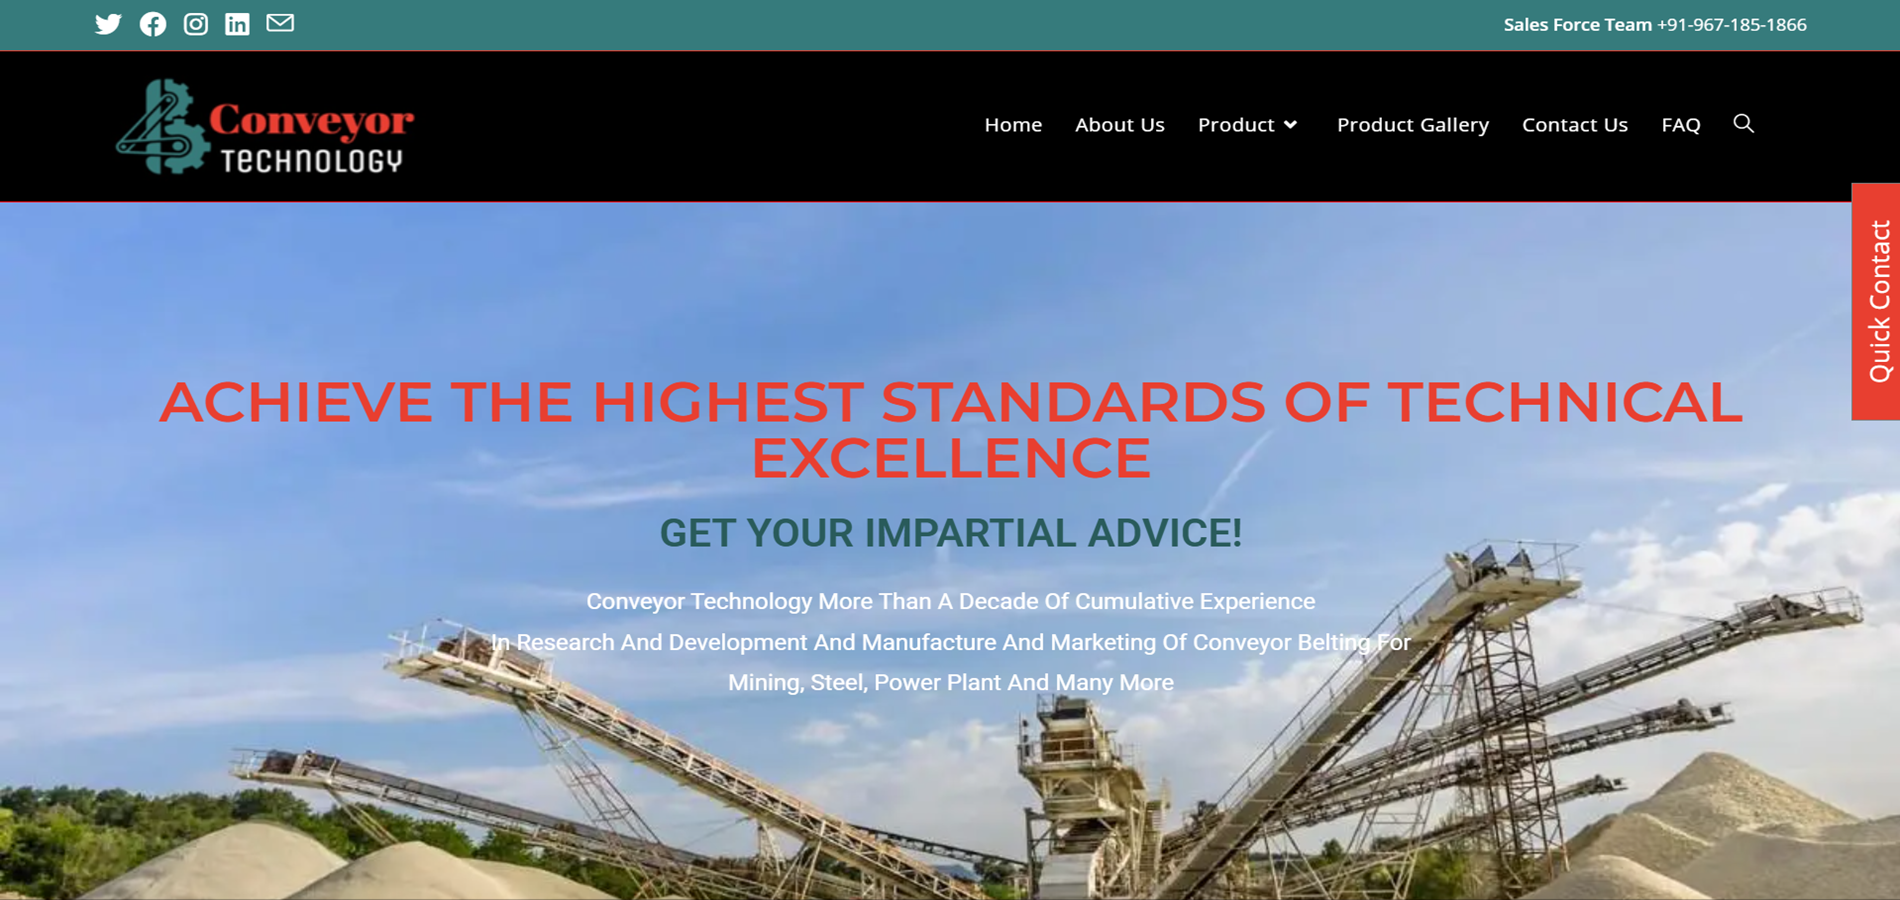 Sales Force Team +91-967-185-1866
Conveyor
TECHNOLOGY
Home About Us Product Product Gallery Contact Us FAQ
Quick Contact
ACHIEVE THE HIGHEST STANDARDS OF TECHNICAL
EXCELLENCE
GET YOUR IMPARTIAL ADVICE!
Conveyor Technology More Than A Decade Of Cumulative Experience
In Research And Development And Manufacture And Marketing Of Conveyor Belting For
Mining, Steel, Power Plant And Many More